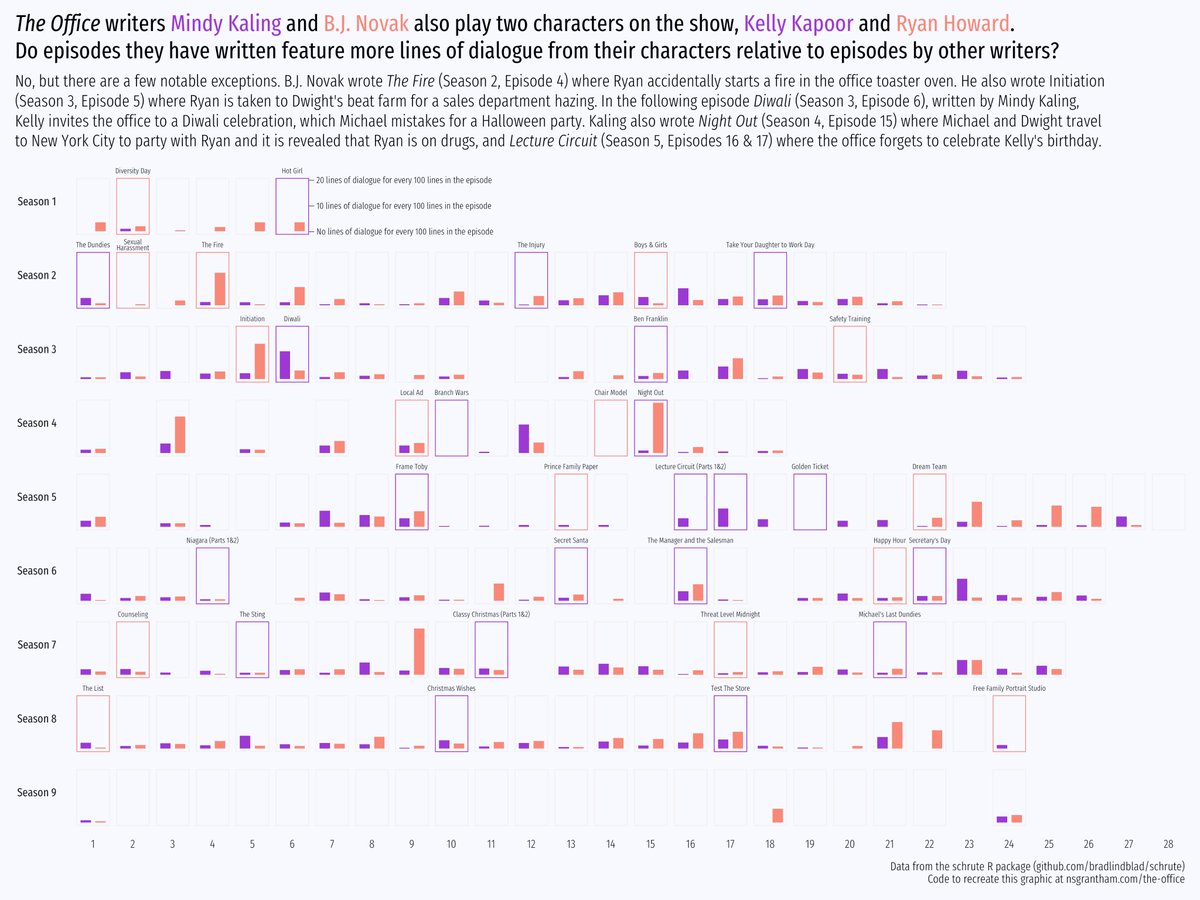 The Office writers Mindy Kaling and B.J. Novak also play two characters on the show, Kelly Kapoor and Ryan Howard.
Do episodes they have written feature more lines of dialogue from their characters relative to episodes by other writers?
No, but there are a few notable exceptions. B.J. Novak wrote The Fire (Season 2, Episode 4) where Ryan accidentally starts a fire in the office toaster oven. He also wrote Initiation
(Season 3, Episode 5) where Ryan is taken to Dwight's beat farm for a sales department hazing. In the following episode Diwali (Season 3, Episode 6), written by Mindy Kaling,
Kelly invites the office to a Diwali celebration, which Michael mistakes for a Halloween party. Kaling also wrote Night Out (Season 4, Episode 15) where Michael and Dwight travel
to New York City to party with Ryan and it is revealed that Ryan is on drugs, and Lecture Circuit (Season 5, Episodes 16 & 17) where the office forgets to celebrate Kelly's birthday.
Diversity Day Hot Girl
20 lines of dialogue for every 100 lines in the episode
Season 1
10 lines of dialogue for every 100 lines in the episode
No lines of dialogue for every 100 lines in the episode
The Dundies Sexual Harassment The Fire The Injury Boys & Girls Take Your Daughter to Work Day
Season 2
Initiation Diwali Ben Franklin Safety Training
Season 3
Local Ad Branch Wars Chair Model Night Out
Season 4
Frame Toby Prince Family Paper Lecture Circuit (Parts 1&2) Golden Ticket Dream Team
Season 5
Niagara (Parts 1&2) Secret Santa The Manager and the Salesman Happy Hour Secretary's Day
Season 6
Counseling The Sting Classy Christmas (Parts 1&2) Threat Level Midnight Michael's Last Dundies
Season 7
The List Christmas Wishes Test The Store Free Family Portrait Studio
Season 8
Season 9
1 2 3 4 5 6 7 8 9 10 11 12 13 14 15 16 17 18 19 20 21 22 23 24 25 26 27 28
Data from the schrute R package (github.com/bradlindblad/schrute)
Code to recreate this graphic at nsgrantham.com/the-office